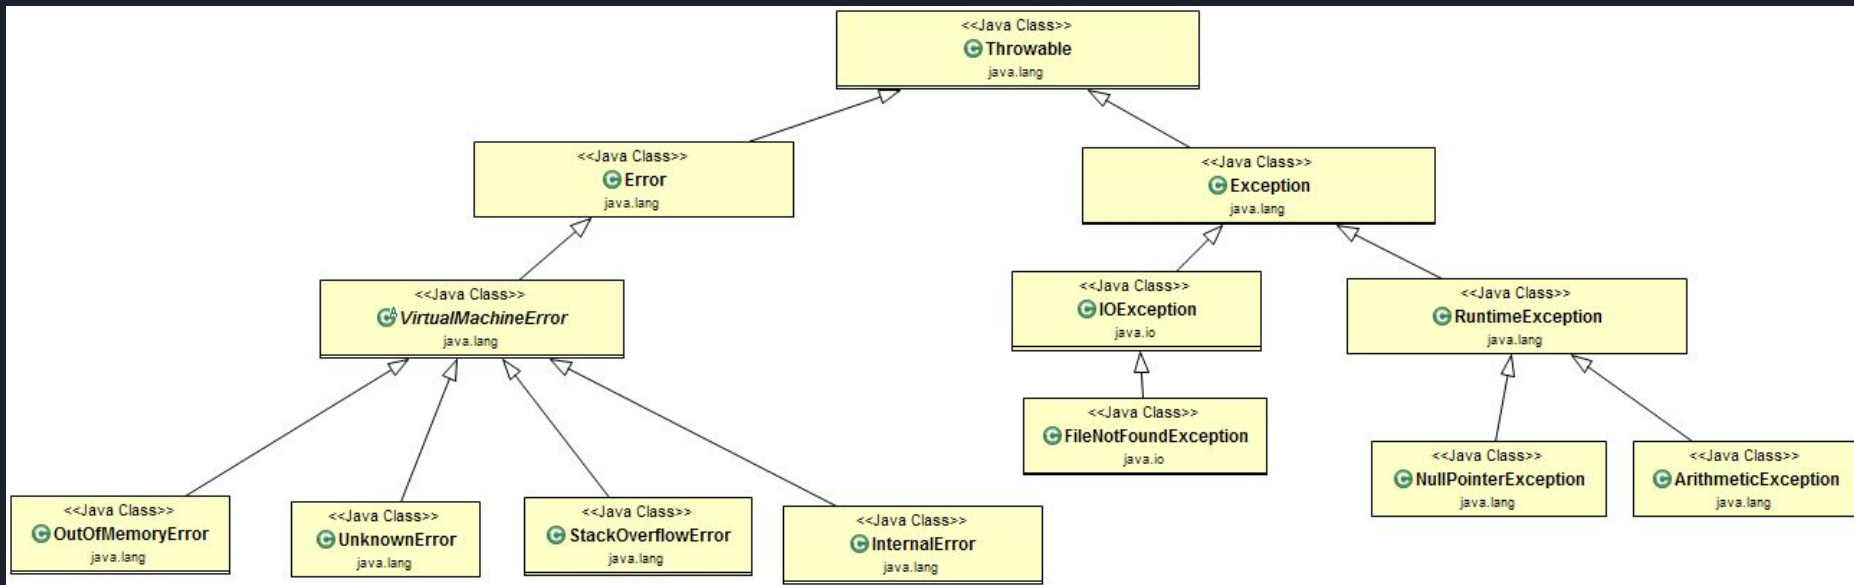 <<Java Class>>
Throwable
java.lang
<<Java Class>>
Error
java.lang
<<Java Class>>
Exception
java.lang
<<Java Class>>
VirtualMachineError
java.lang
<<Java Class>>
IOException
java.io
<<Java Class>>
RuntimeException
java.lang
<<Java Class>>
FileNotFoundException
java.io
<<Java Class>>
NullPointerException
java.lang
<<Java Class>>
ArithmeticException
java.lang
<<Java Class>>
OutOfMemoryError
java.lang
<<Java Class>>
UnknownError
java.lang
<<Java Class>>
StackOverflowError
java.lang
<<Java Class>>
InternalError
java.lang